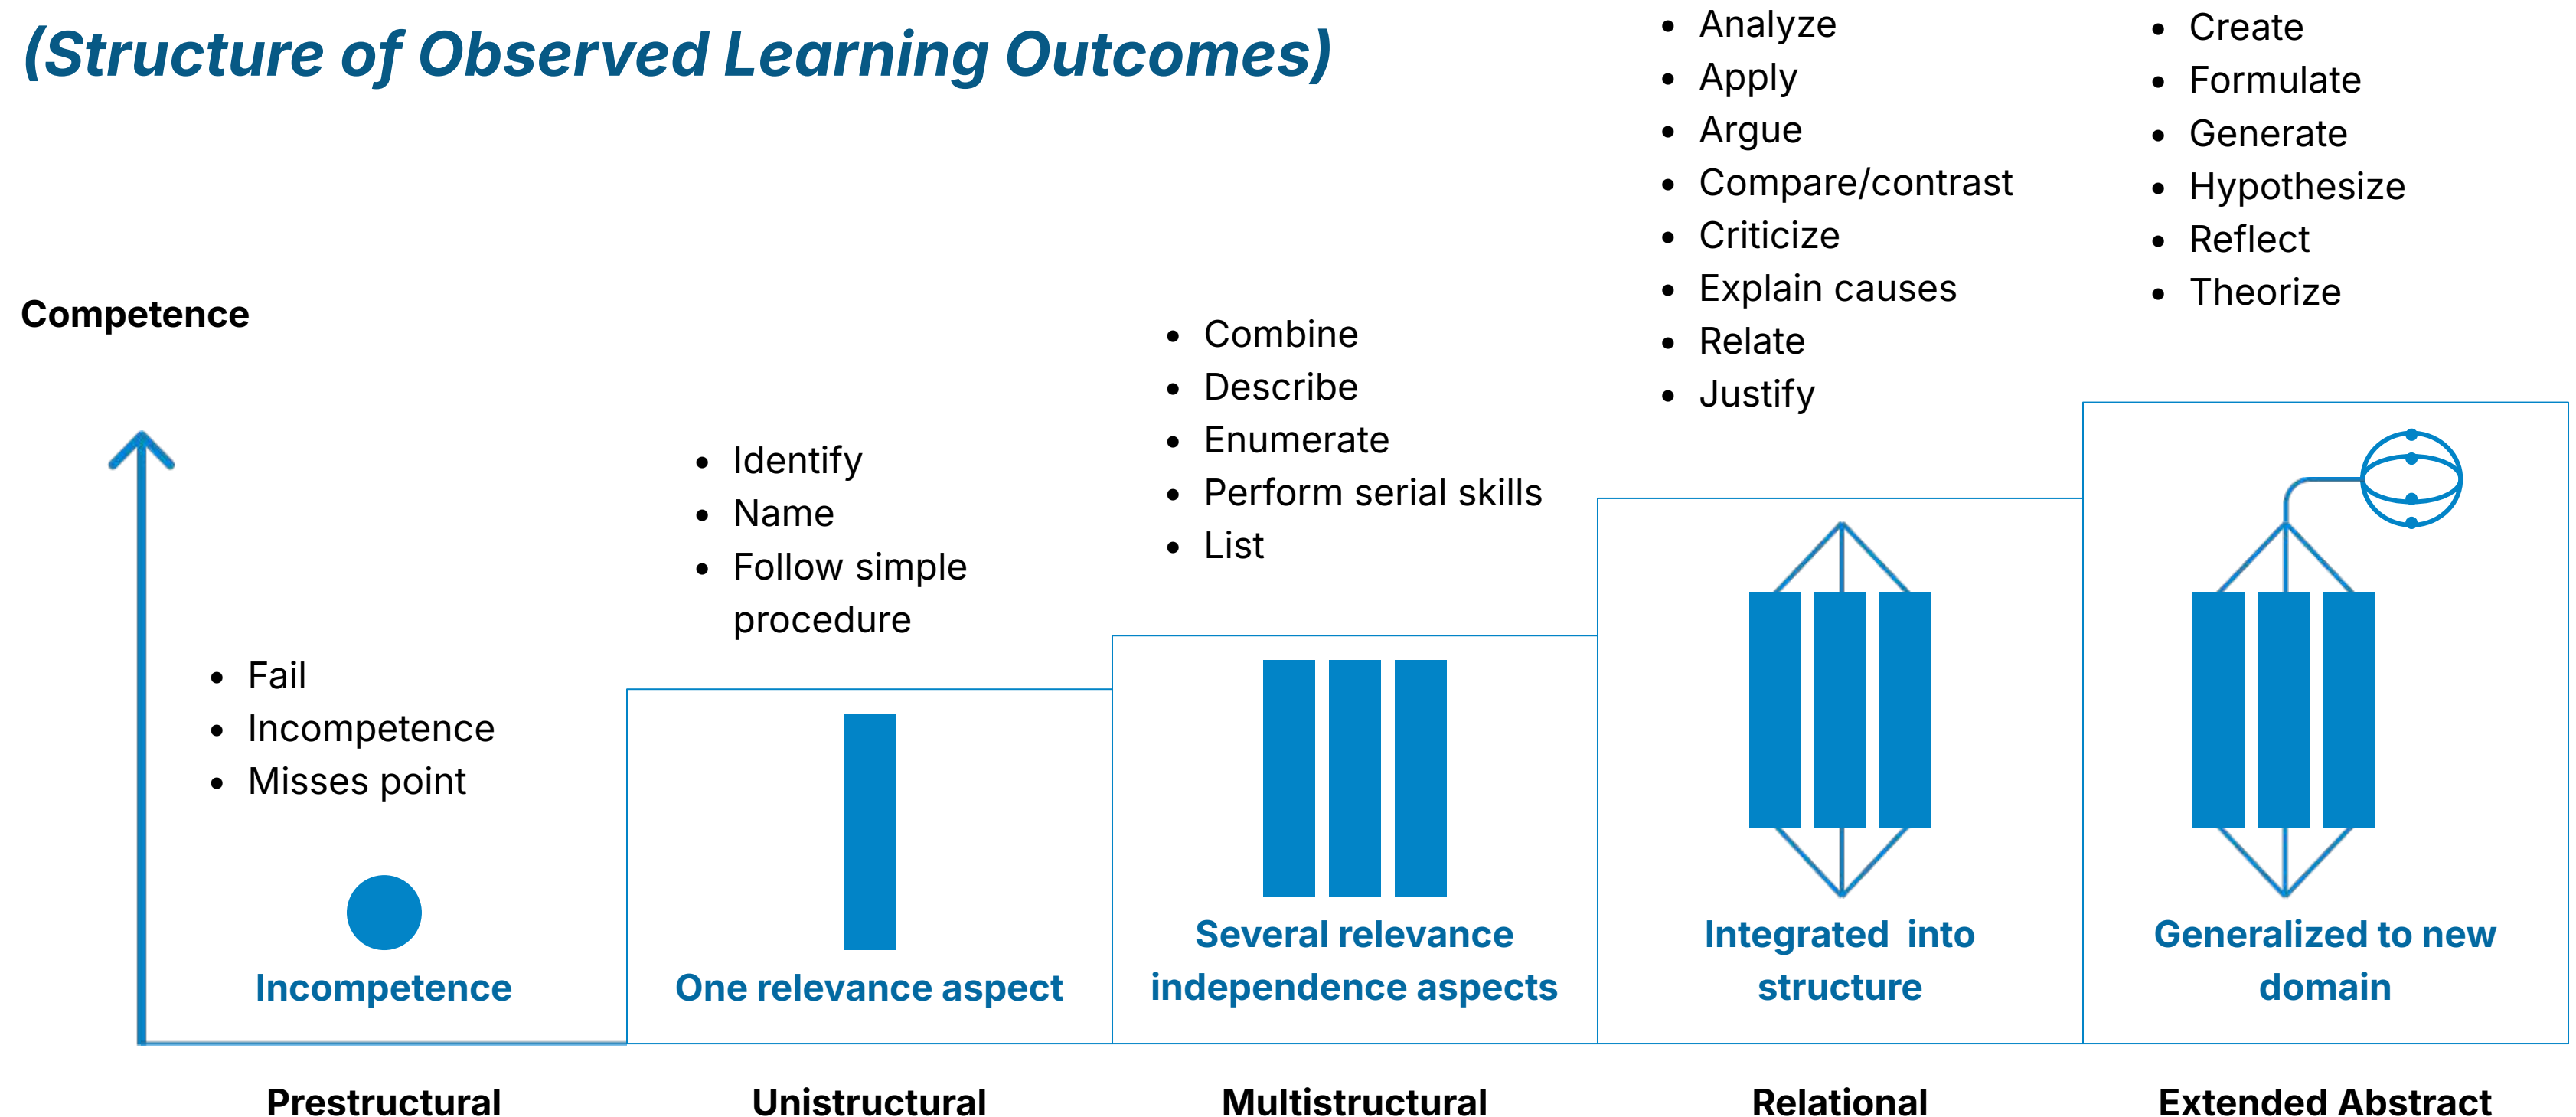 (Structure of Observed Learning Outcomes)
Competence
• Fail
• Incompetence
• Misses point
Incompetence
Prestructural
• Identify
• Name
• Follow simple
procedure
One relevance aspect
Unistructural
• Combine
• Describe
• Enumerate
• Perform serial skills
• List
Several relevance
independence aspects
Multistructural
• Analyze
• Apply
• Argue
• Compare/contrast
• Criticize
• Explain causes
• Relate
• Justify
Integrated into
structure
Relational
• Create
• Formulate
• Generate
• Hypothesize
• Reflect
• Theorize
Generalized to new
domain
Extended Abstract